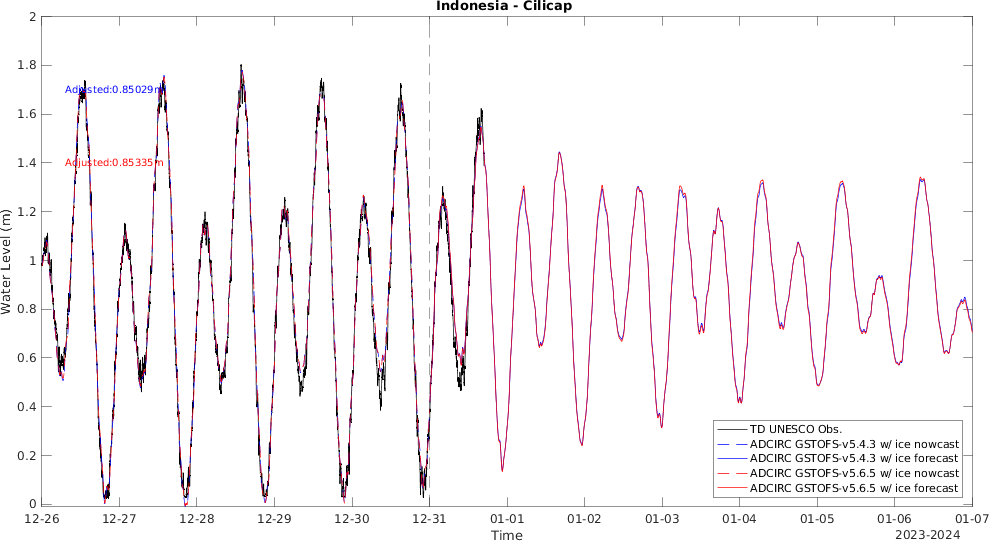 Indonesia - Cilicap
2
1.8
1.6
1.4
1.2
1
0.8
0.6
0.4
0.2
0
Water Level (m)
Adjusted:0.85029m
Adjusted:0.85335m
TD UNESCO Obs.
ADCIRC GSTOFS-v5.4.3 w/ ice nowcast
ADCIRC GSTOFS-v5.4.3 w/ ice forecast
ADCIRC GSTOFS-v5.6.5 w/ ice nowcast
ADCIRC GSTOFS-v5.6.5 w/ ice forecast
12-26 12-27 12-28 12-29 12-30 12-31 01-01 01-02 01-03 01-04 01-05 01-06 01-07
Time
2023-2024